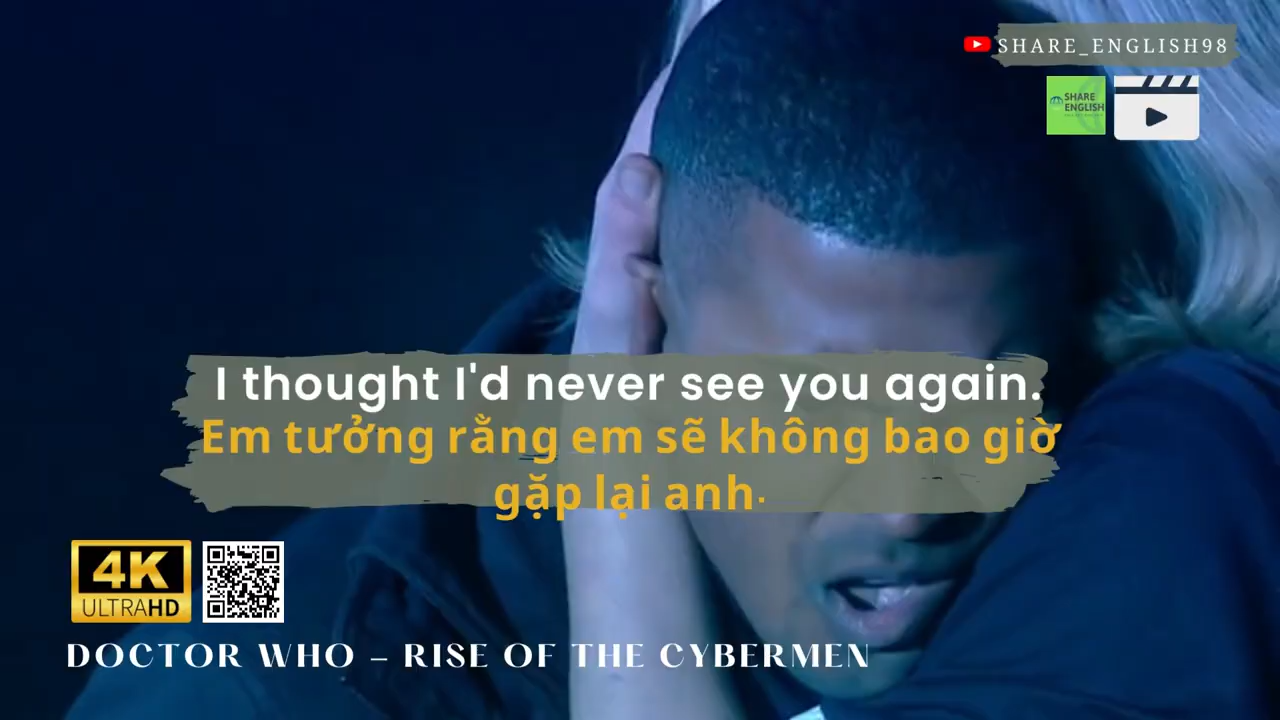 SHARE_ENGLISH98
SHARE
ENGLISH
I thought I'd never see you again.
Em tưởng rằng em sẽ không bao giờ
gặp lại anh.
4K
ULTRAHD
DOCTOR WHO – RISE OF THE CYBERMEN